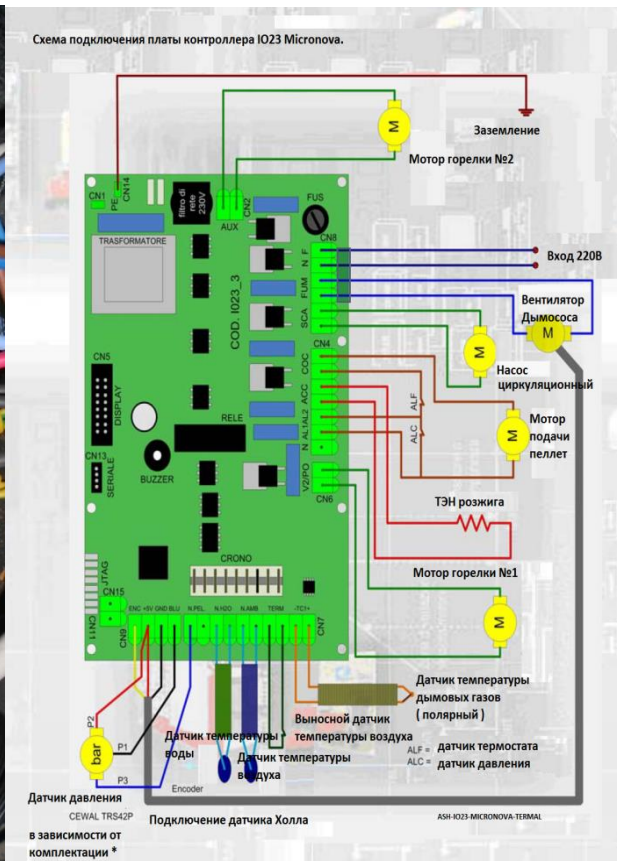 Схема подключения платы контроллера IO23 Micronova.
Заземление
Мотор горелки №2
CN1
PE
CN14
filtro di
rete
230V
CN2
AUX
FUS
TRASFORMATORE
COD. I023_3
CN8
N F
FUM
SCA
Вход 220В
Вентилятор
Дымососа
M
M
M
Насос
циркуляционный
CN5
DISPLAY
CN4
COC
ACC
AL1AL2
N
ALF
ALC
RELE
M
Мотор
подачи
пеллет
CN13
SERIALE
BUZZER
V2/PO
CN6
ТЭН розжига
Мотор горелки №1
M
CRONO
JTAG
CN15
CN11
CN9
ENC +5V GND BLU N.PEL. N.H2O N.AMB TERM -TC1+
CN7
Датчик температуры
дымовых газов
( полярный )
Выносной датчик
температуры воздуха
Датчик температуры
воды
Датчик температуры
воздуха
ALF = датчик термостата
ALC = датчик давления
P2
bar
P1
P3
Encoder
Датчик давления
CEWAL TRS42P
в зависимости от
комплектации *
Подключение датчика Холла
ASH-IO23-MICRONOVA-TERMAL